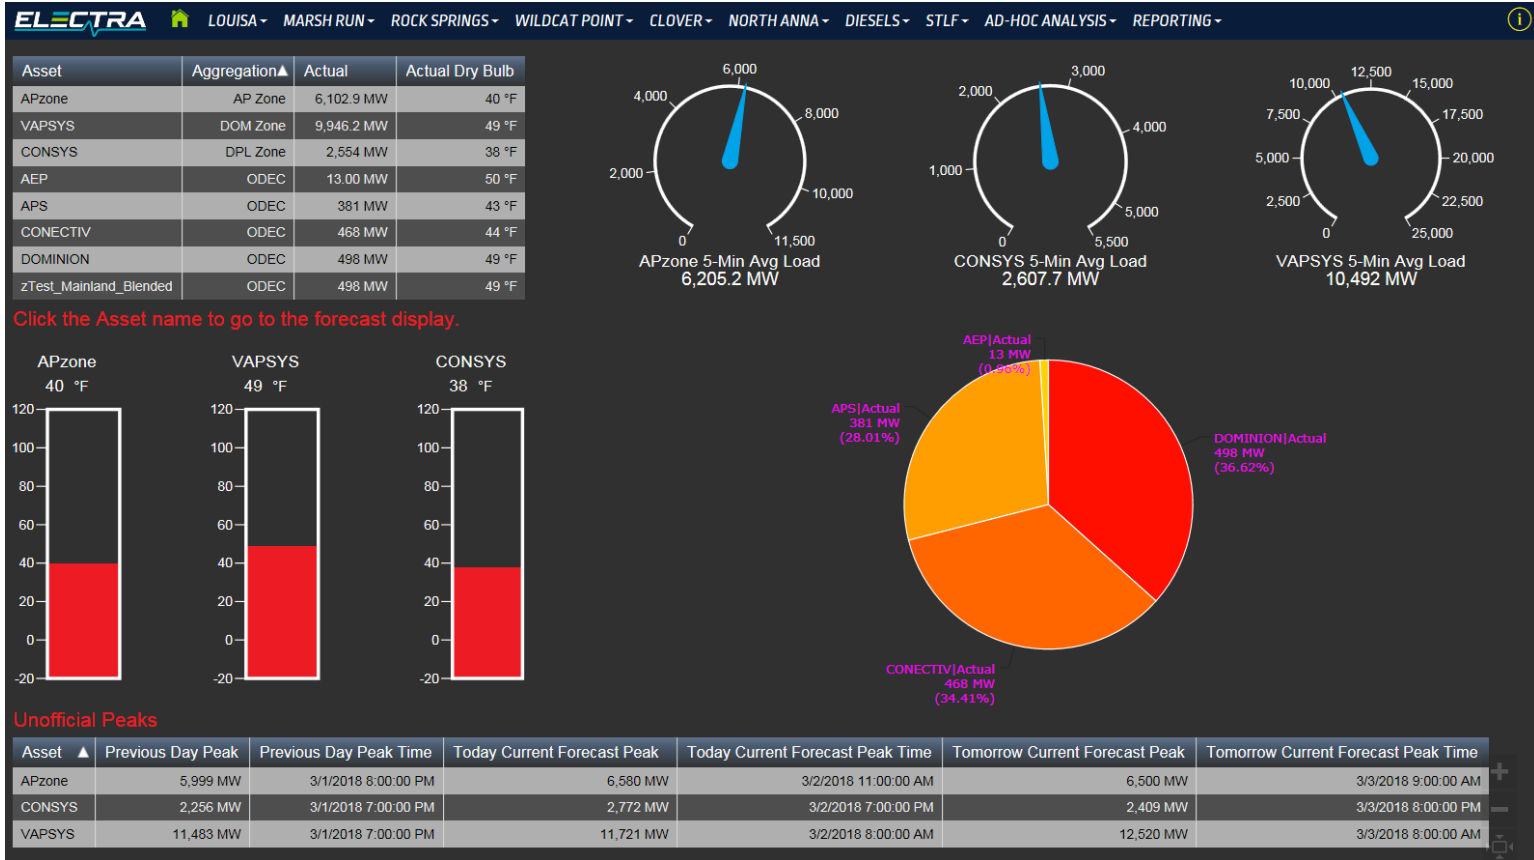 ELECTRA LOUISA MARSH RUN ROCK SPRINGS WILDCAT POINT CLOVER NORTH ANNA DIESELS STLF AD-HOC ANALYSIS REPORTING i
Asset Aggregation▲ Actual Actual Dry Bulb
APzone AP Zone 6,102.9 MW 40 °F
VAPSYS DOM Zone 9,946.2 MW 49 °F
CONSYS DPL Zone 2,554 MW 38 °F
AEP ODEC 13.00 MW 50 °F
APS ODEC 381 MW 43 °F
CONECTIV ODEC 468 MW 44 °F
DOMINION ODEC 498 MW 49 °F
zTest_Mainland_Blended ODEC 498 MW 49 °F
Click the Asset name to go to the forecast display.
0
2,000
4,000
6,000
8,000
10,000
11,500
APzone 5-Min Avg Load
6,205.2 MW
0
1,000
2,000
3,000
4,000
5,000
5,500
CONSYS 5-Min Avg Load
2,607.7 MW
0
2,500
5,000
7,500
10,000
12,500
15,000
17,500
20,000
22,500
25,000
VAPSYS 5-Min Avg Load
10,492 MW
APzone
40 °F
120
100
80
60
40
20
0
-20
VAPSYS
49 °F
120
100
80
60
40
20
0
-20
CONSYS
38 °F
120
100
80
60
40
20
0
-20
AEP|Actual
13 MW
(0.96%)
APS|Actual
381 MW
(28.01%)
DOMINION|Actual
498 MW
(36.62%)
CONECTIV|Actual
468 MW
(34.41%)
Unofficial Peaks
Asset ▲ Previous Day Peak Previous Day Peak Time Today Current Forecast Peak Today Current Forecast Peak Time Tomorrow Current Forecast Peak Tomorrow Current Forecast Peak Time
APzone 5,999 MW 3/1/2018 8:00:00 PM 6,580 MW 3/2/2018 11:00:00 AM 6,500 MW 3/3/2018 9:00:00 AM
CONSYS 2,256 MW 3/1/2018 7:00:00 PM 2,772 MW 3/2/2018 7:00:00 PM 2,409 MW 3/3/2018 8:00:00 PM
VAPSYS 11,483 MW 3/1/2018 7:00:00 PM 11,721 MW 3/2/2018 8:00:00 AM 12,520 MW 3/3/2018 8:00:00 AM